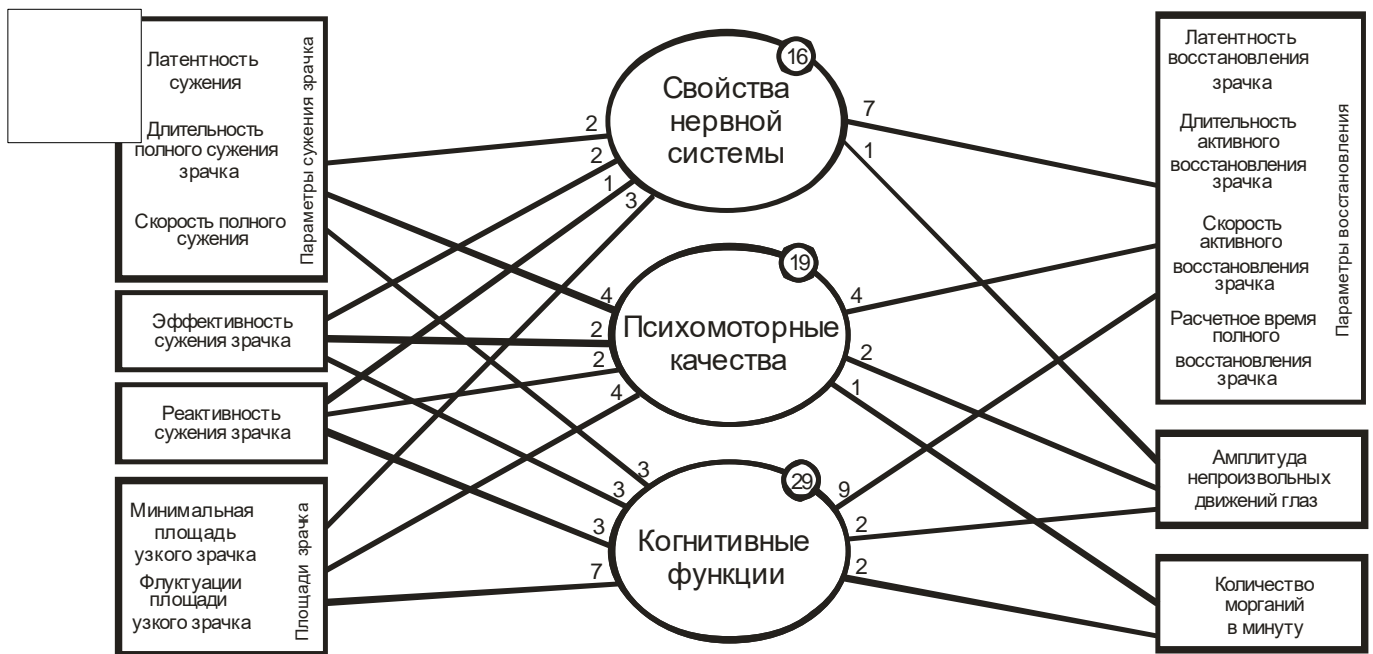 Латентность
сужения
Длительность
полного сужения
зрачка
Скорость полного
сужения
Параметры сужения зрачка
Эффективность
сужения зрачка
Реактивность
сужения зрачка
Минимальная
площадь
узкого зрачка
Флуктуации
площади
узкого зрачка
Площади зрачка
2
2
1
3
16
Свойства
нервной
системы
7
1
4
2
2
4
19
Психомоторные
качества
4
2
1
3
3
3
7
29
Когнитивные
функции
9
2
2
Латентность
восстановления
зрачка
Длительность
активного
восстановления
зрачка
Скорость
активного
восстановления
зрачка
Расчетное время
полного
восстановления
зрачка
Параметры восстановления
Амплитуда
непроизвольных
движений глаз
Количество
морганий
в минуту